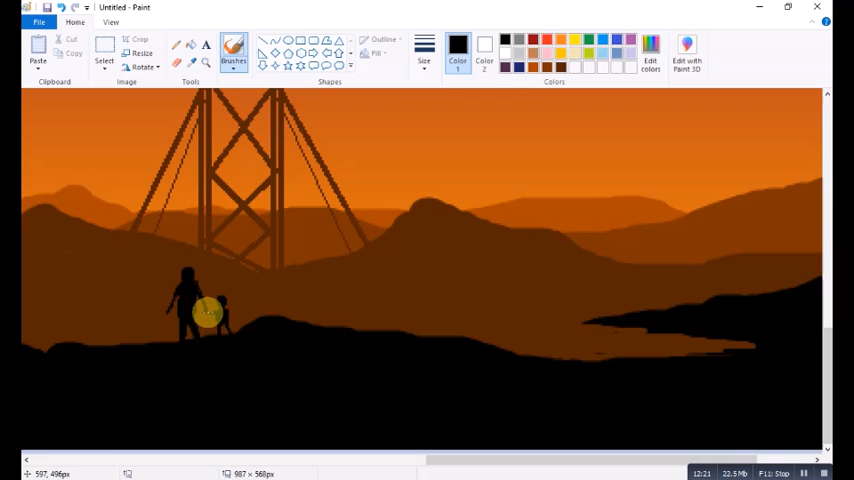 Untitled - Paint
File Home View
Paste
Cut
Copy
Clipboard
Select
Crop
Resize
Rotate
Image
A
Tools
Brushes
Outline
Fill
Shapes
Size
Color
1
Color
2
Edit
colors
Colors
Edit with
Paint 3D
597, 496px
987 × 568px
12:21 22.5Mb F11: Stop